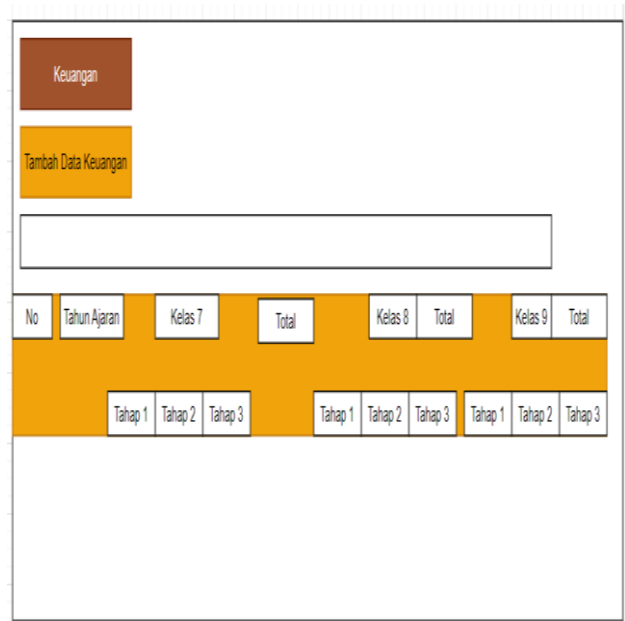 Keuangan
Tambah Data Keuangan
No Tahun Ajaran Kelas 7 Total Kelas 8 Total Kelas 9 Total
Tahap 1 Tahap 2 Tahap 3 Tahap 1 Tahap 2 Tahap 3 Tahap 1 Tahap 2 Tahap 3